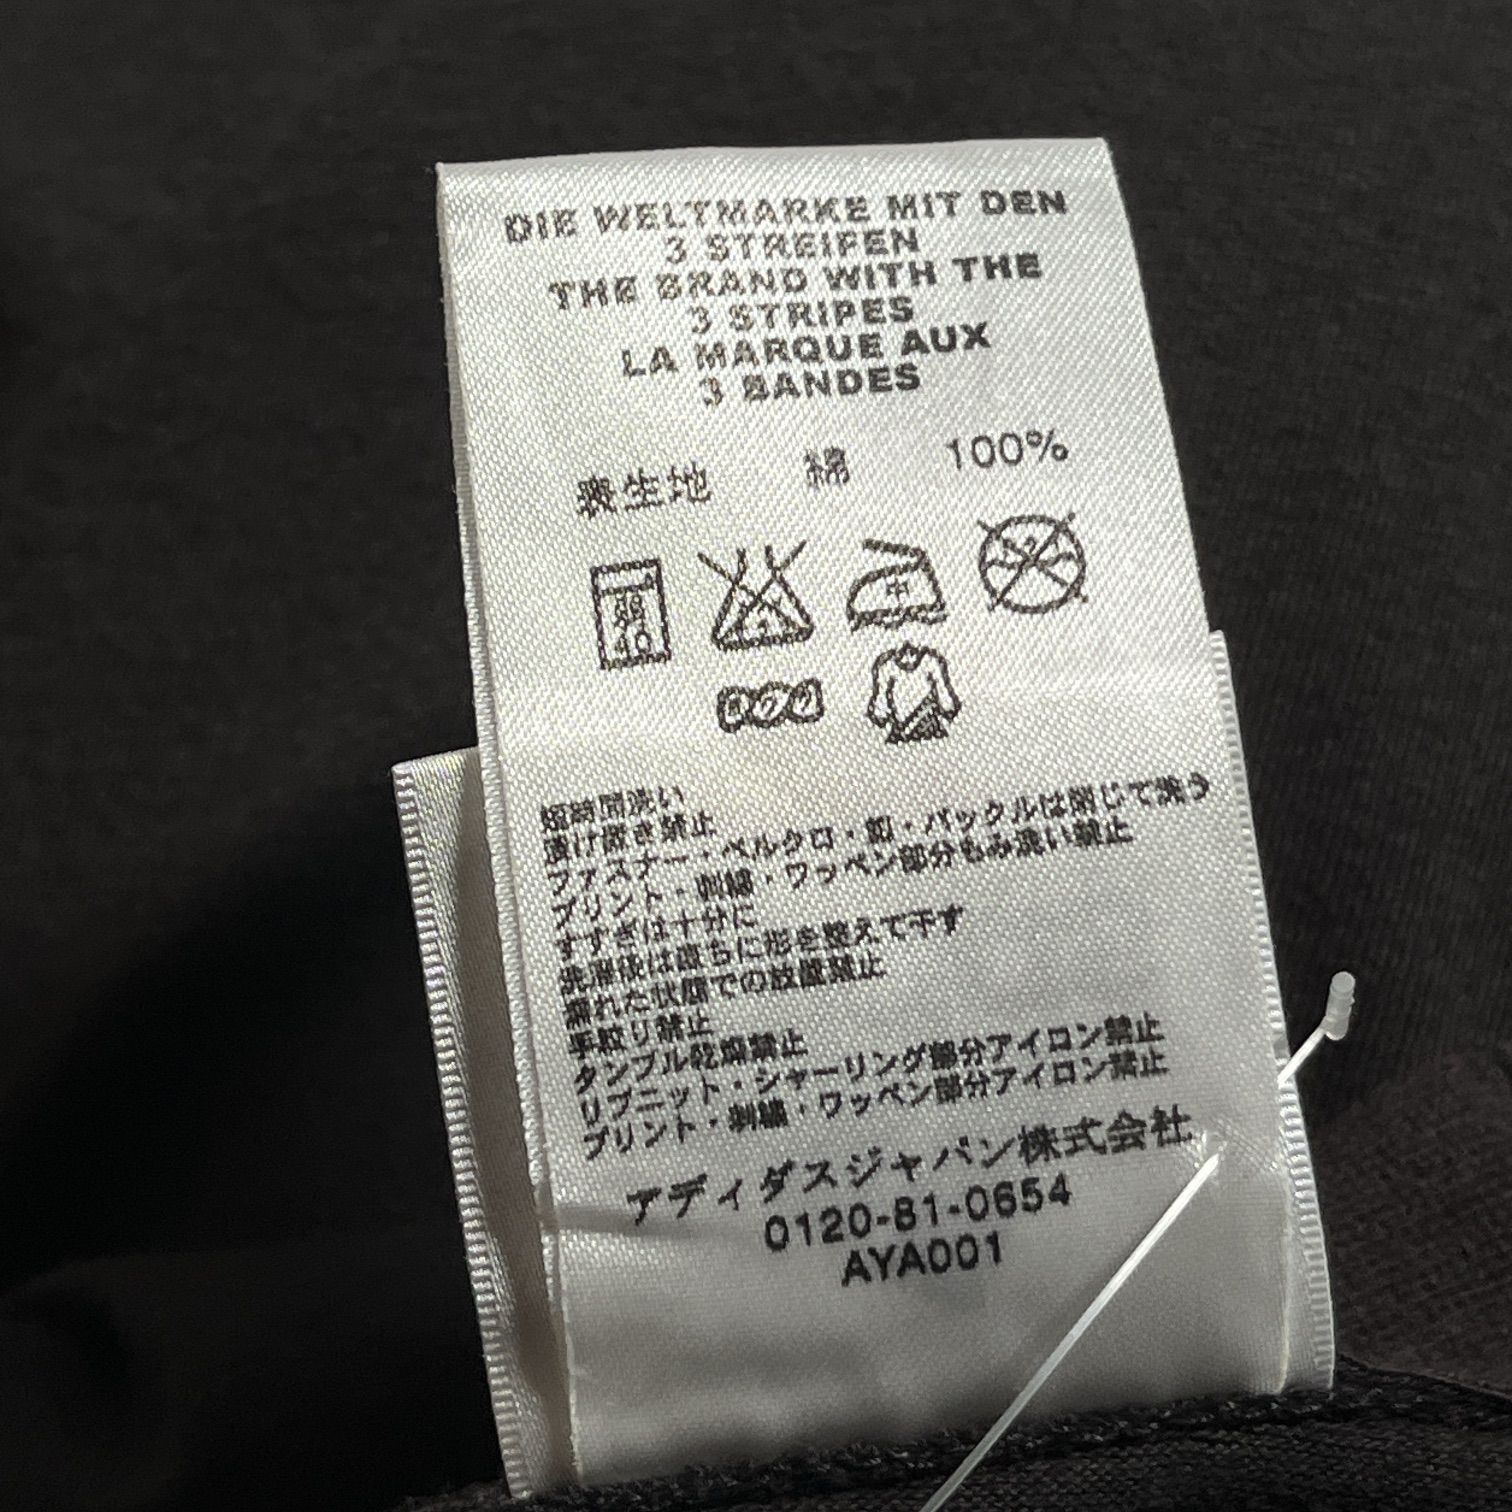 DIE WELTMARKE MIT DEN
3 STREIFEN
THE BRAND WITH THE
3 STRIPES
LA MARQUE AUX
3 BANDES
表生地 綿 100%
弱
40
短時間洗い
漬け置き禁止
ファスナー・ベルクロ・釦・バックルは閉じて洗う
プリント・刺繍・ワッペン部分もみ洗い禁止
すすぎは十分に
洗濯後は直ちに形を整えて干す
濡れた状態での放置禁止
手絞り禁止
タンブル乾燥禁止
リブニット・シャーリング部分アイロン禁止
プリント・刺繍・ワッペン部分アイロン禁止
アディダスジャパン株式会社
0120-81-0654
AYA001